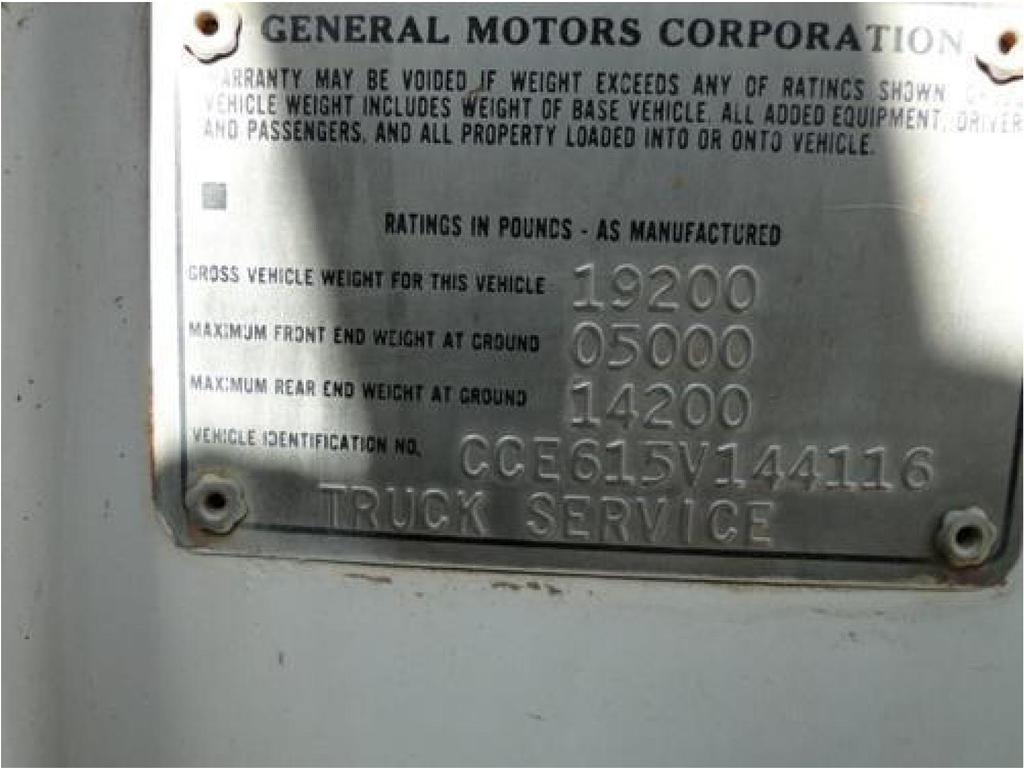 GENERAL MOTORS CORPORATION
WARRANTY MAY BE VOIDED IF WEIGHT EXCEEDS ANY OF RATINGS SHOWN
VEHICLE WEIGHT INCLUDES WEIGHT OF BASE VEHICLE, ALL ADDED EQUIPMENT, DRIVER
AND PASSENGERS, AND ALL PROPERTY LOADED INTO OR ONTO VEHICLE.
RATINGS IN POUNDS - AS MANUFACTURED
GROSS VEHICLE WEIGHT FOR THIS VEHICLE 19200
MAXIMUM FRONT END WEIGHT AT GROUND 05000
MAXIMUM REAR END WEIGHT AT GROUND 14200
VEHICLE IDENTIFICATION NO. CCE615V144116
TRUCK SERVICE